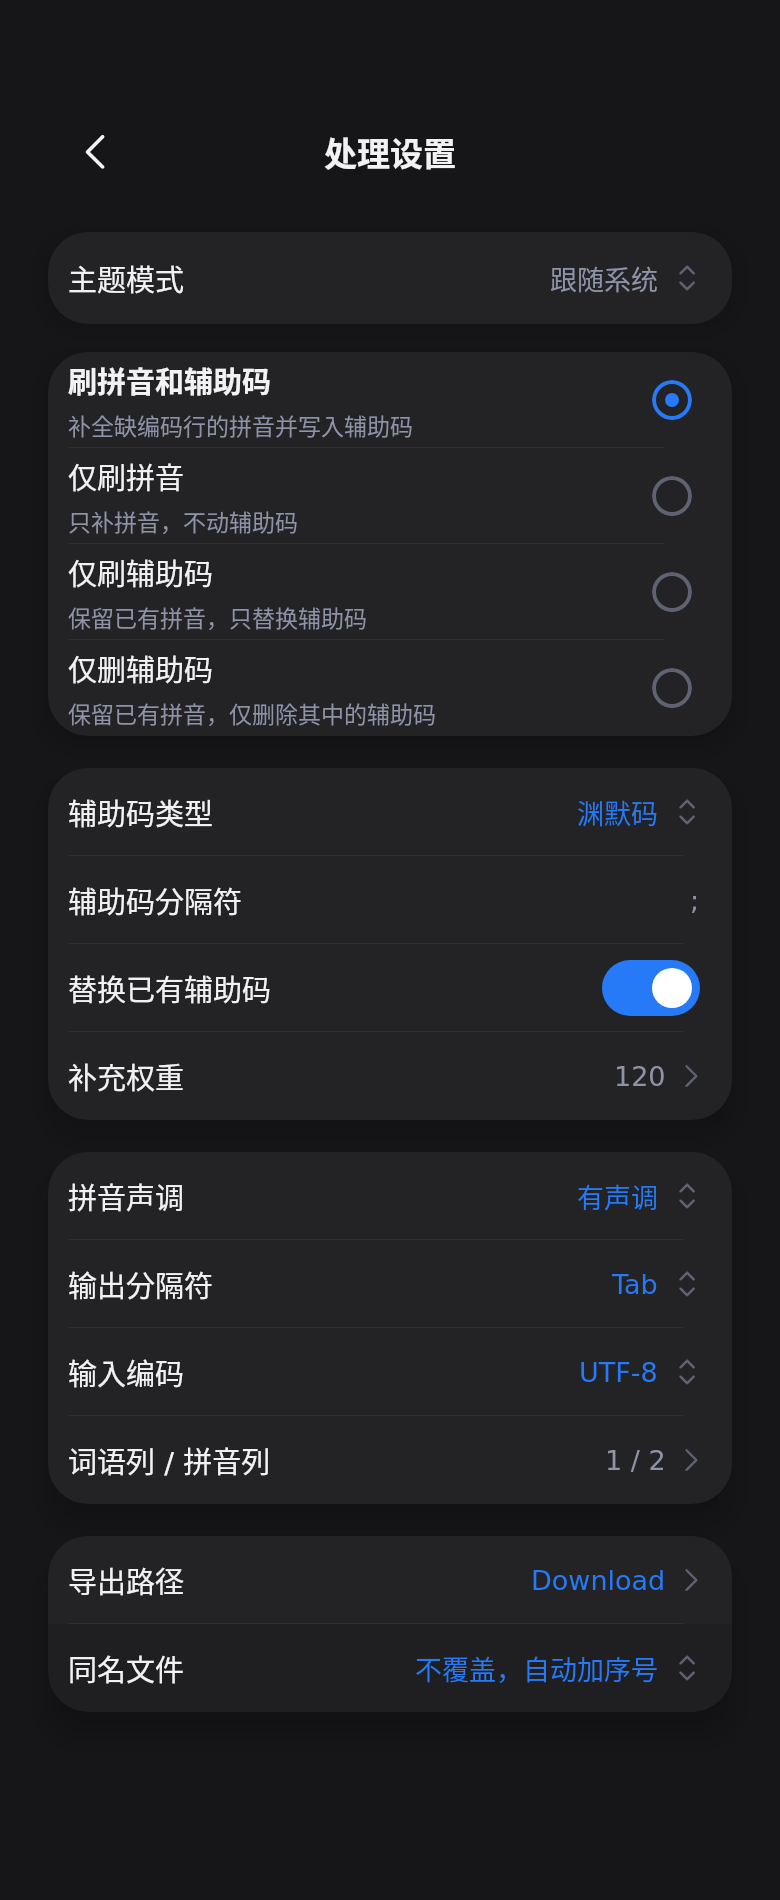 处理设置
主题模式 跟随系统
刷拼音和辅助码
补全缺编码行的拼音并写入辅助码
仅刷拼音
只补拼音，不动辅助码
仅刷辅助码
保留已有拼音，只替换辅助码
仅删辅助码
保留已有拼音，仅删除其中的辅助码
辅助码类型 渊默码
辅助码分隔符 ;
替换已有辅助码
补充权重 120
拼音声调 有声调
输出分隔符 Tab
输入编码 UTF-8
词语列 / 拼音列 1 / 2
导出路径 Download
同名文件 不覆盖，自动加序号